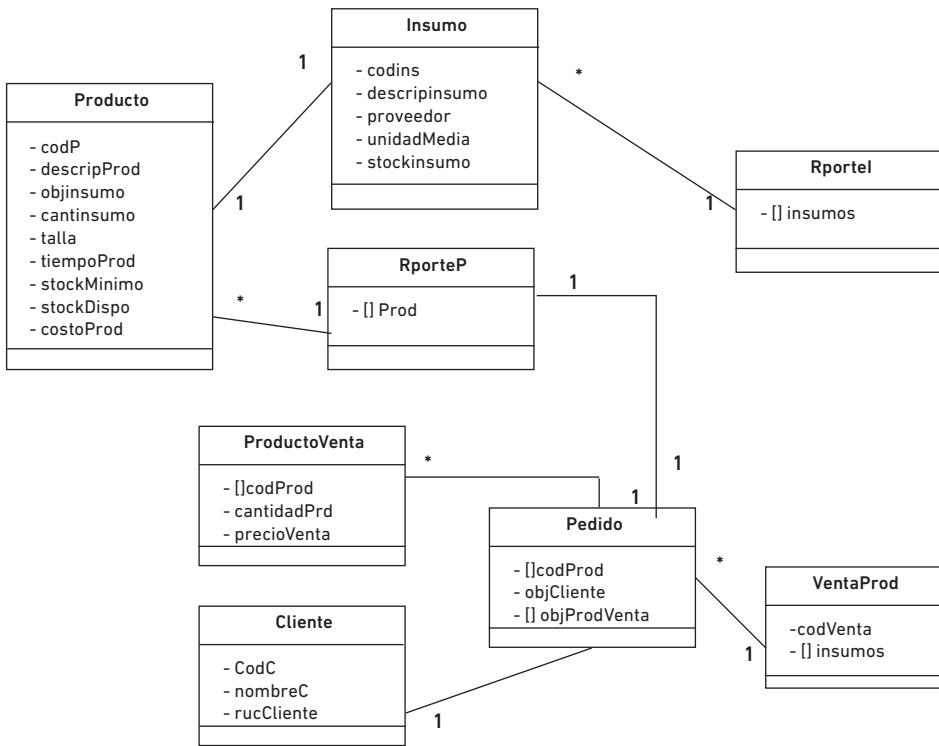 Insumo
- codins
- descripinsumo
- proveedor
- unidadMedia
- stockinsumo
1
*
Producto
- codP
- descripProd
- objinsumo
- cantinsumo
- talla
- tiempoProd
- stockMinimo
- stockDispo
- costoProd
1
*
RporteI
- [] insumos
1
RporteP
- [] Prod
1
1
ProductoVenta
- []codProd
- cantidadPrd
- precioVenta
*
1
1
Pedido
- []codProd
- objCliente
- [] objProdVenta
*
VentaProd
-codVenta
- [] insumos
1
Cliente
- CodC
- nombreC
- rucCliente
1